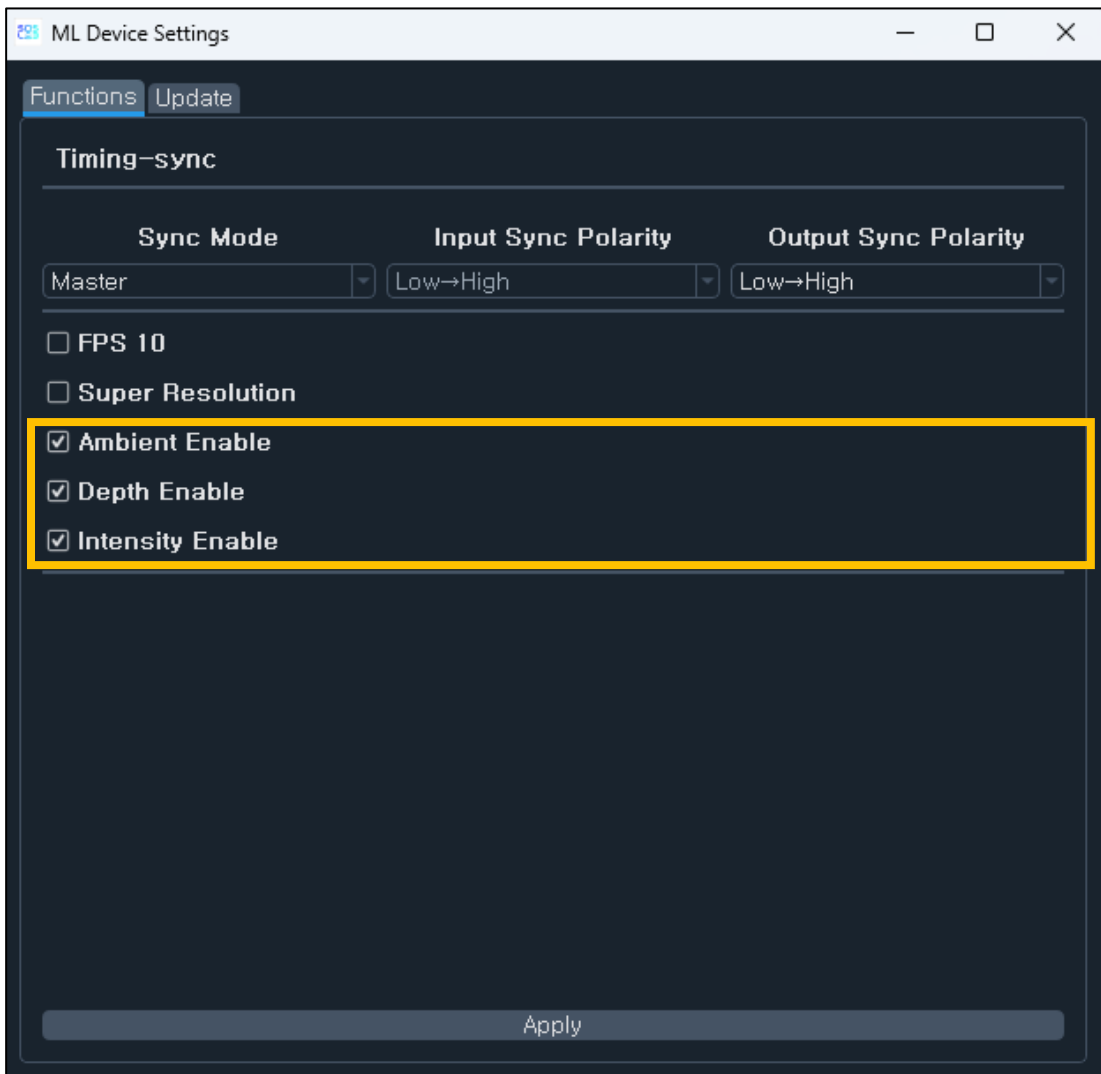 ML Device Settings
Functions Update
Timing-sync
Sync Mode Input Sync Polarity Output Sync Polarity
Master Low→High Low→High
FPS 10
Super Resolution
Ambient Enable
Depth Enable
Intensity Enable
Apply